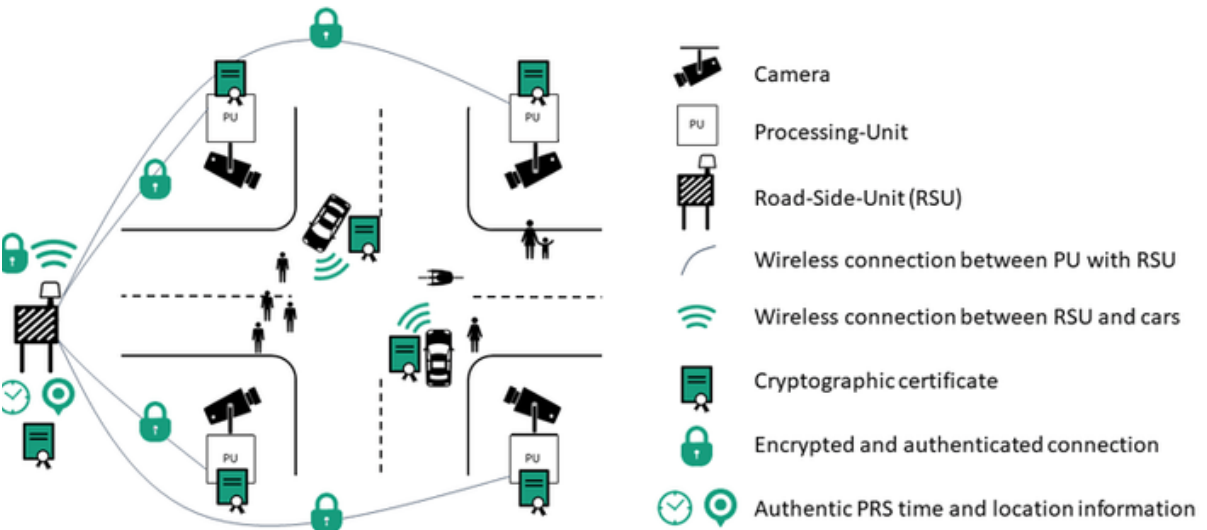 PU
PU
PU
PU
Camera
PU
Processing-Unit
Road-Side-Unit (RSU)
Wireless connection between PU with RSU
Wireless connection between RSU and cars
Cryptographic certificate
Encrypted and authenticated connection
Authentic PRS time and location information